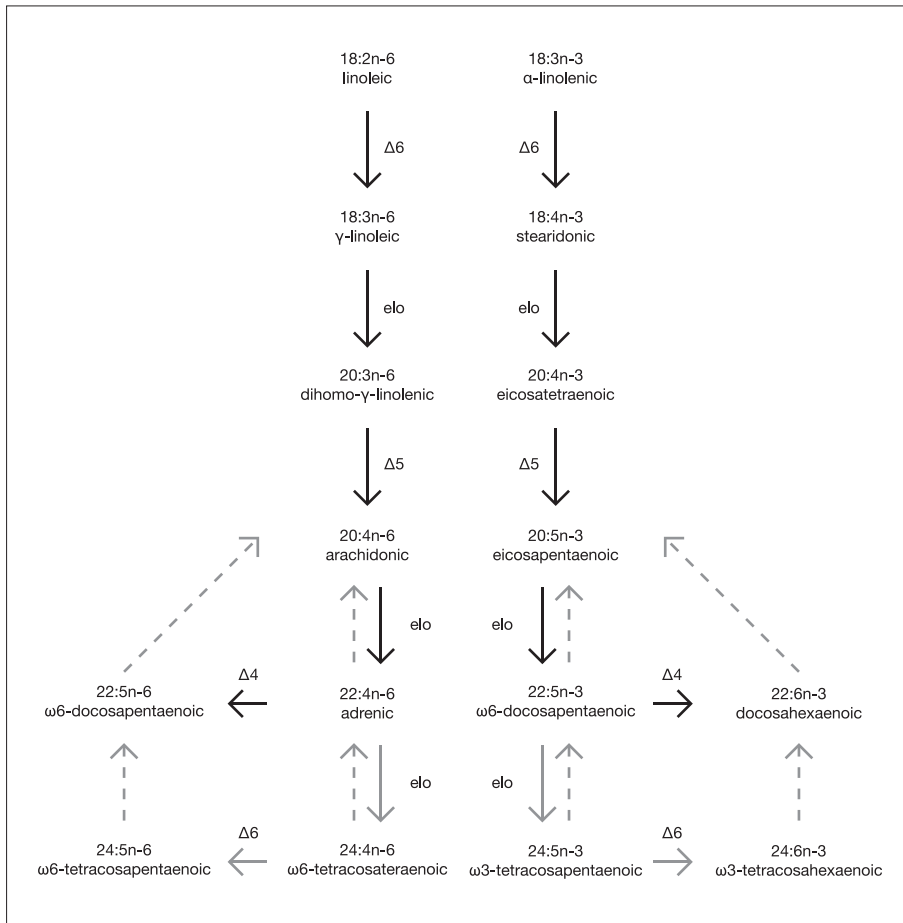 18:2n-6
linoleic
18:3n-3
α-linolenic
Δ6
Δ6
18:3n-6
γ-linoleic
18:4n-3
stearidonic
elo
elo
20:3n-6
dihomo-γ-linolenic
20:4n-3
eicosatetraenoic
Δ5
Δ5
20:4n-6
arachidonic
20:5n-3
eicosapentaenoic
elo
elo
22:5n-6
ω6-docosapentaenoic
Δ4
22:4n-6
adrenic
22:5n-3
ω6-docosapentaenoic
Δ4
22:6n-3
docosahexaenoic
elo
elo
24:5n-6
ω6-tetracosapentaenoic
Δ6
24:4n-6
ω6-tetracosateraenoic
24:5n-3
ω3-tetracosapentaenoic
Δ6
24:6n-3
ω3-tetracosahexaenoic